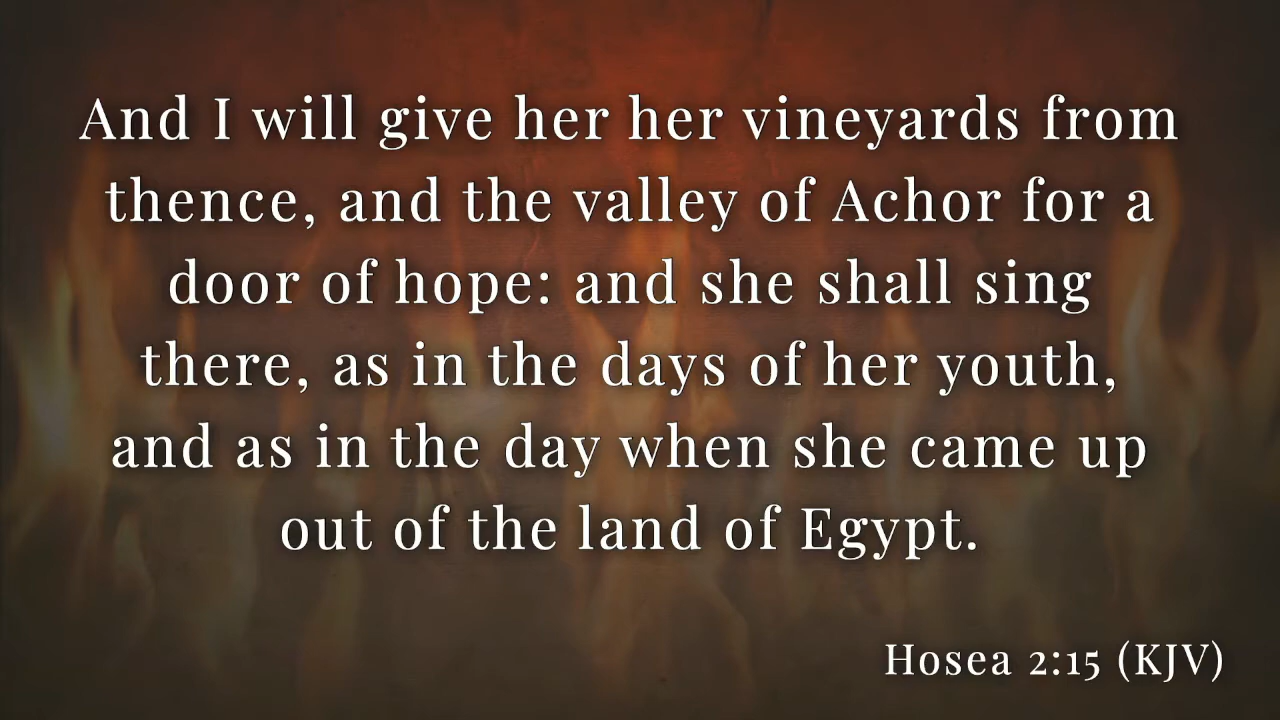 And I will give her her vineyards from
thence, and the valley of Achor for a
door of hope: and she shall sing
there, as in the days of her youth,
and as in the day when she came up
out of the land of Egypt.
Hosea 2:15 (KJV)